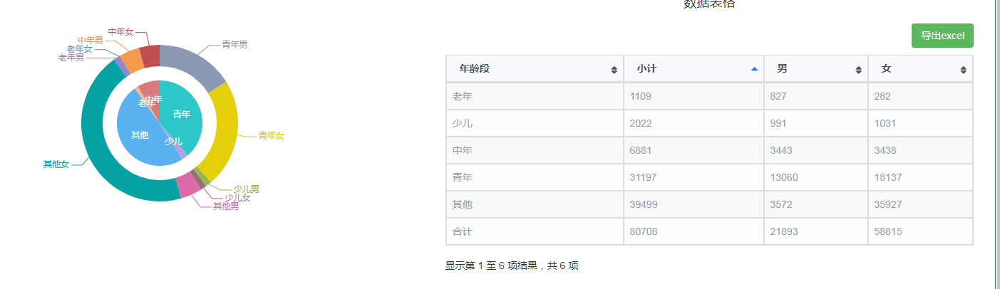 数据表格
导出excel
中年女
中年男
老年女
老年男
青年男
青年女
其他女
少儿男
少儿女
其他男
中年
老年
青年
其他
少儿
年龄段 小计 男 女
老年 1109 827 282
少儿 2022 991 1031
中年 6881 3443 3438
青年 31197 13060 18137
其他 39499 3572 35927
合计 80708 21893 58815
显示第 1 至 6 项结果，共 6 项